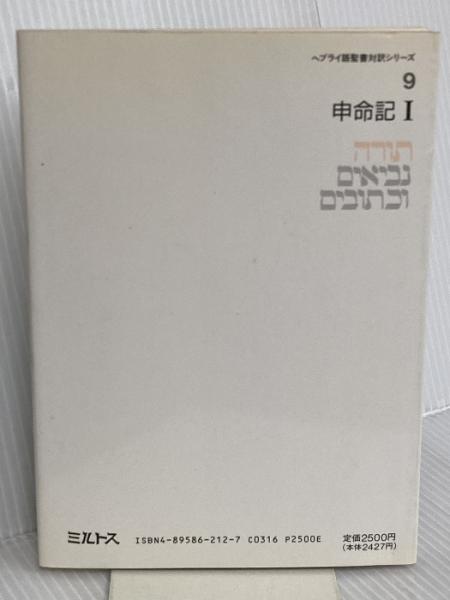 ヘブライ語聖書対訳シリーズ
9
申命記 I
תורה
נביאים
וכתובים
ミルトス
ISBN4-89586-212-7 C0316 P2500E
定価2500円
(本体2427円)